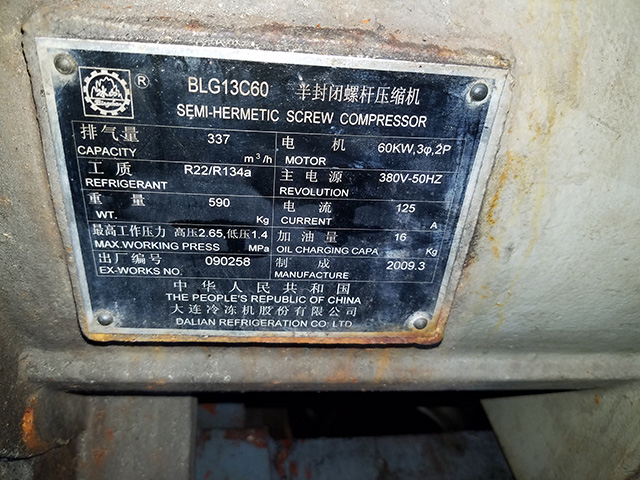 ® BLG13C60 半封闭螺杆压缩机
SEMI-HERMETIC SCREW COMPRESSOR
排气量 337 电机 60KW,3φ,2P
CAPACITY m³/h MOTOR
工质 R22/R134a 主电源 380V-50HZ
REFRIGERANT REVOLUTION
重量 590 电流 125
WT. Kg CURRENT A
最高工作压力 高压2.65,低压1.4 加油量 16
MAX.WORKING PRESS MPa OIL CHARGING CAPA. Kg
出厂编号 090258 制成 2009.3
EX-WORKS NO. MANUFACTURE
中华人民共和国
THE PEOPLE'S REPUBLIC OF CHINA
大连冷冻机股份有限公司
DALIAN REFRIGERATION CO. LTD